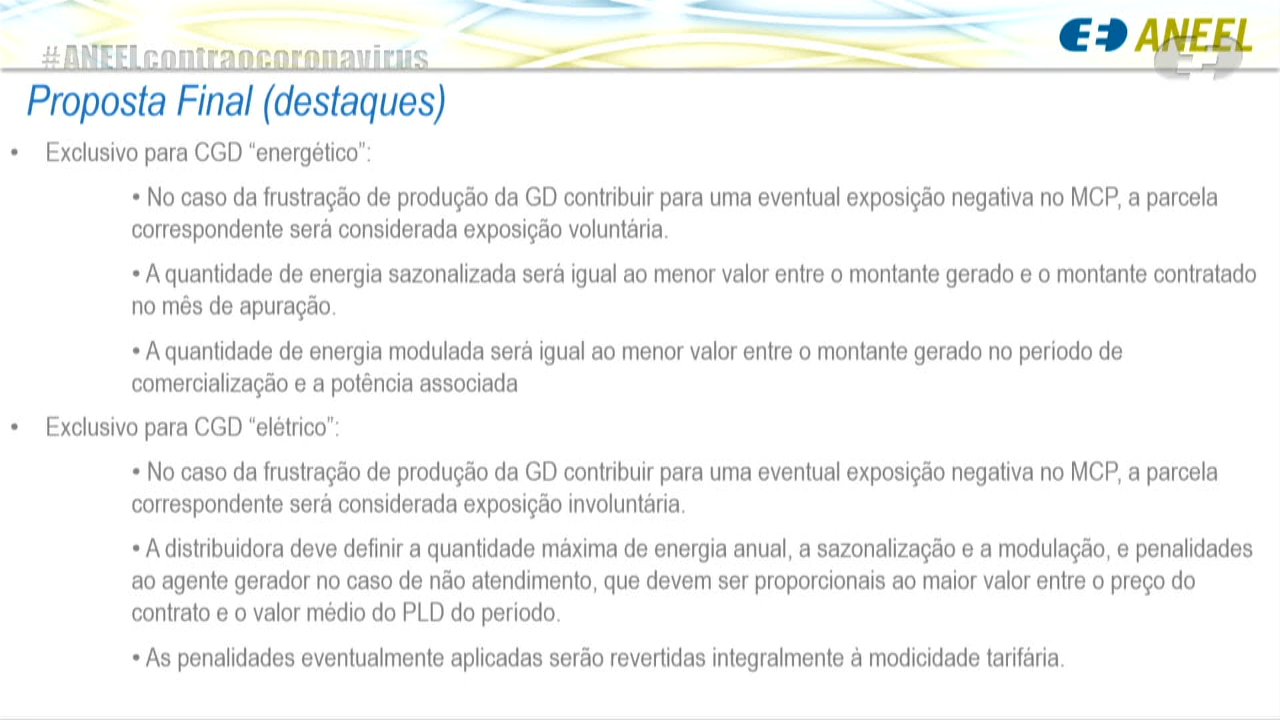 #ANEELcontraocoronavirus
ANEEL
Proposta Final (destaques)
• Exclusivo para CGD “energético”:
• No caso da frustração de produção da GD contribuir para uma eventual exposição negativa no MCP, a parcela
correspondente será considerada exposição voluntária.
• A quantidade de energia sazonalizada será igual ao menor valor entre o montante gerado e o montante contratado
no mês de apuração.
• A quantidade de energia modulada será igual ao menor valor entre o montante gerado no período de
comercialização e a potência associada
• Exclusivo para CGD “elétrico”:
• No caso da frustração de produção da GD contribuir para uma eventual exposição negativa no MCP, a parcela
correspondente será considerada exposição involuntária.
• A distribuidora deve definir a quantidade máxima de energia anual, a sazonalização e a modulação, e penalidades
ao agente gerador no caso de não atendimento, que devem ser proporcionais ao maior valor entre o preço do
contrato e o valor médio do PLD do período.
• As penalidades eventualmente aplicadas serão revertidas integralmente à modicidade tarifária.